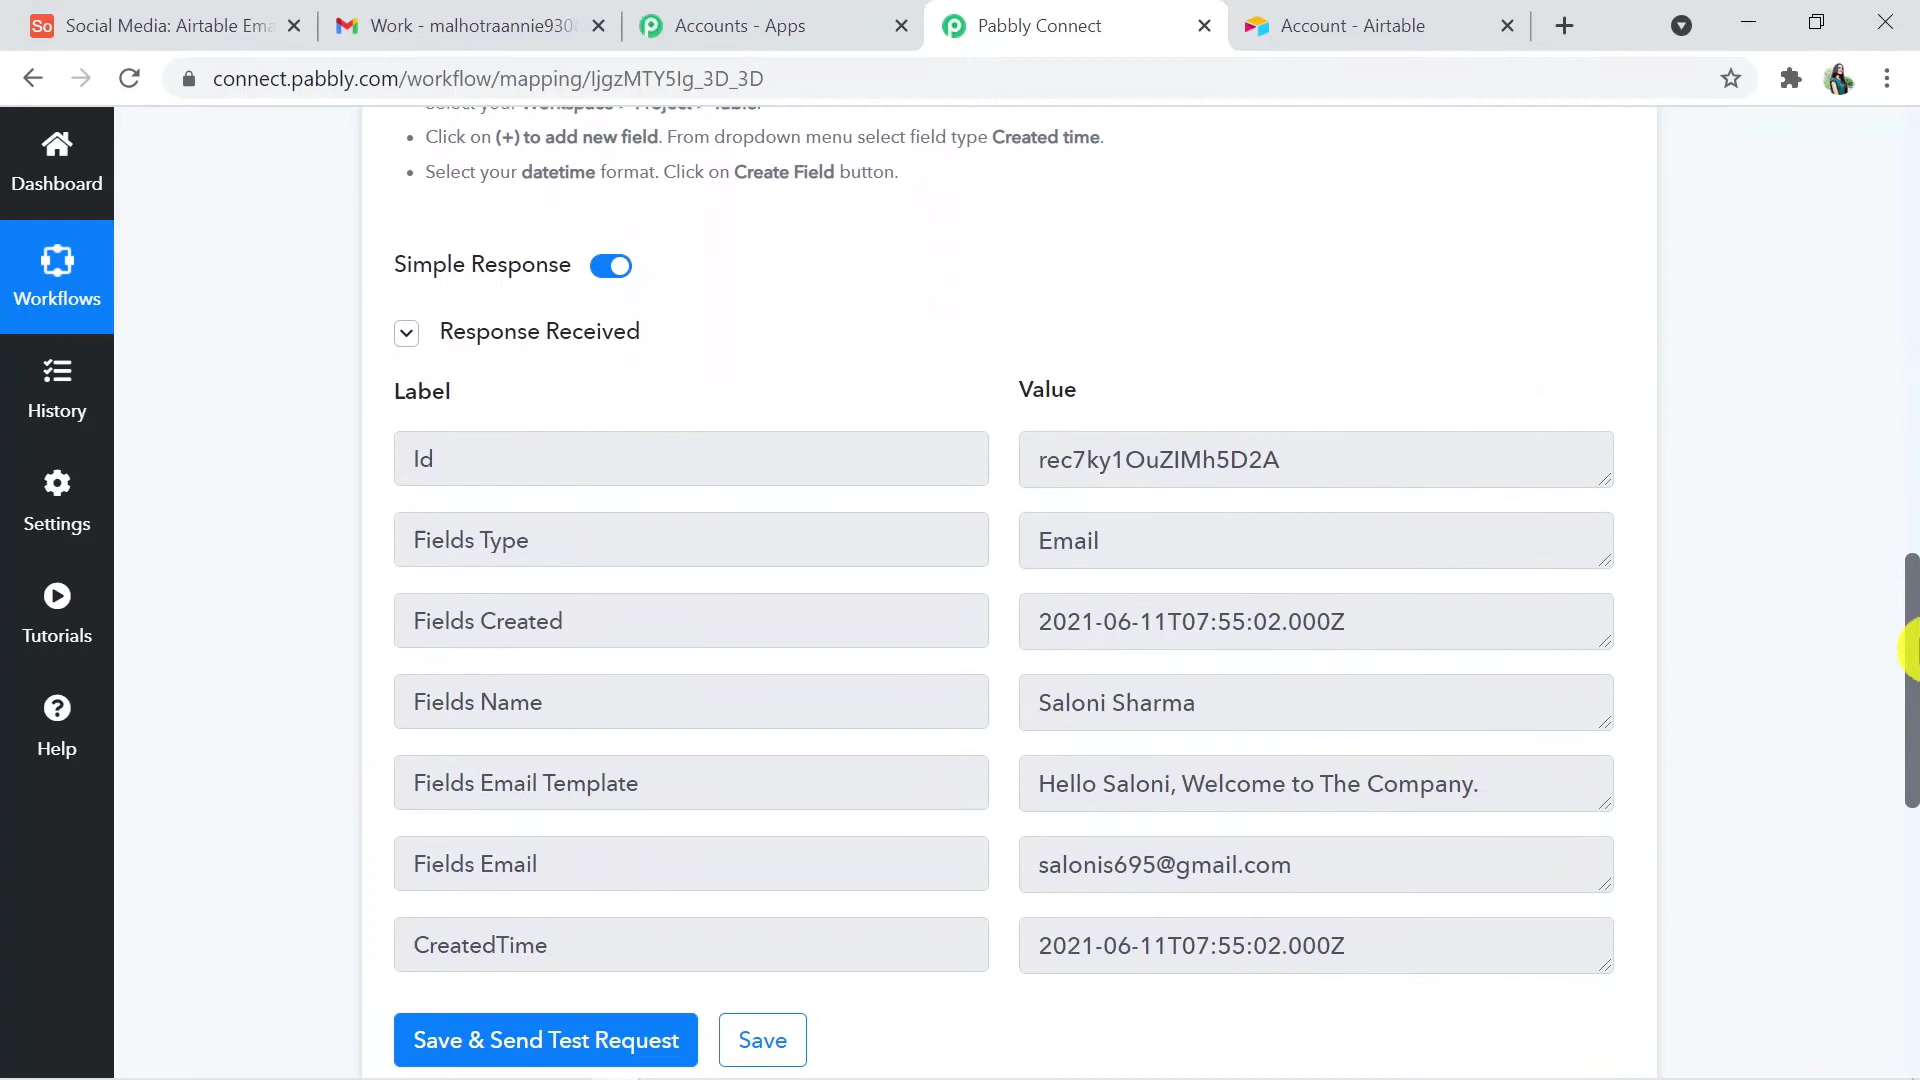 So Social Media: Airtable Ema
Work - malhotraannie930
Accounts - Apps
Pabbly Connect
Account - Airtable
connect.pabbly.com/workflow/mapping/IjgzMTY5Ig_3D_3D
Select your Workspace > Project > Table.
• Click on (+) to add new field. From dropdown menu select field type Created time.
• Select your datetime format. Click on Create Field button.
Dashboard
Workflows
History
Settings
Tutorials
Help
Simple Response
Response Received
Label Value
Id rec7ky1OuZIMh5D2A
Fields Type Email
Fields Created 2021-06-11T07:55:02.000Z
Fields Name Saloni Sharma
Fields Email Template Hello Saloni, Welcome to The Company.
Fields Email salonis695@gmail.com
CreatedTime 2021-06-11T07:55:02.000Z
Save & Send Test Request Save